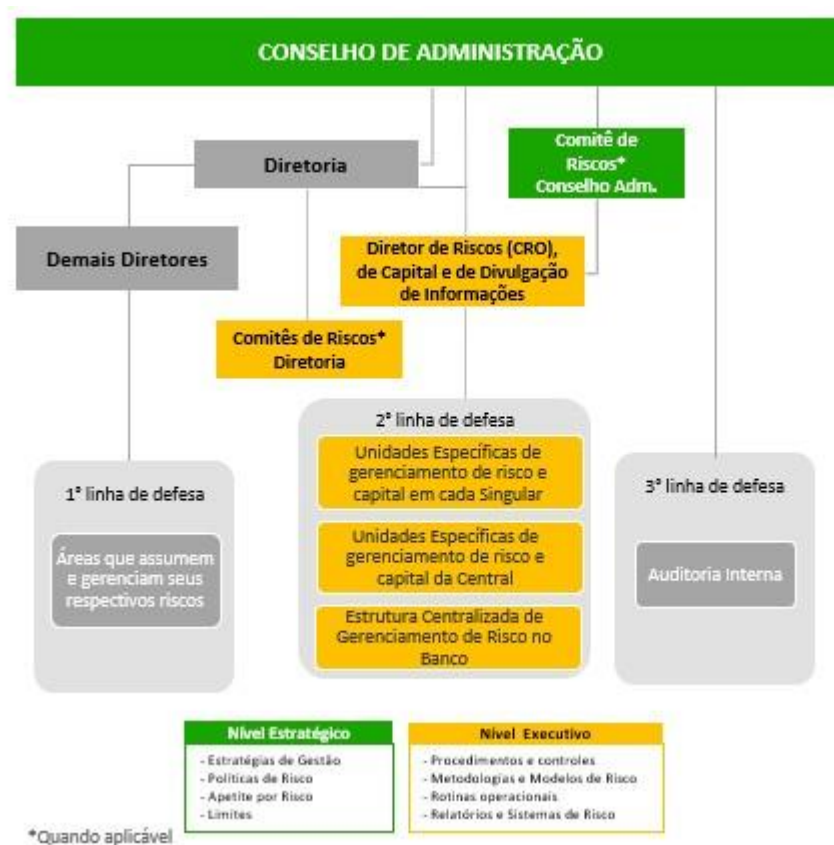 CONSELHO DE ADMINISTRAÇÃO
Diretoria
Comitê de
Riscos*
Conselho Adm.
Demais Diretores
Diretor de Riscos (CRO),
de Capital e de Divulgação
de Informações
Comitês de Riscos*
Diretoria
1ª linha de defesa
Áreas que assumem
e gerenciam seus
respectivos riscos
2ª linha de defesa
Unidades Específicas de
gerenciamento de risco e
capital em cada Singular
Unidades Específicas de
gerenciamento de risco e
capital da Central
Estrutura Centralizada de
Gerenciamento de Risco no
Banco
3ª linha de defesa
Auditoria Interna
Nível Estratégico
- Estratégias de Gestão
- Políticas de Risco
- Apetite por Risco
- Limites
Nível Executivo
- Procedimentos e controles
- Metodologias e Modelos de Risco
- Rotinas operacionais
- Relatórios e Sistemas de Risco
*Quando aplicável